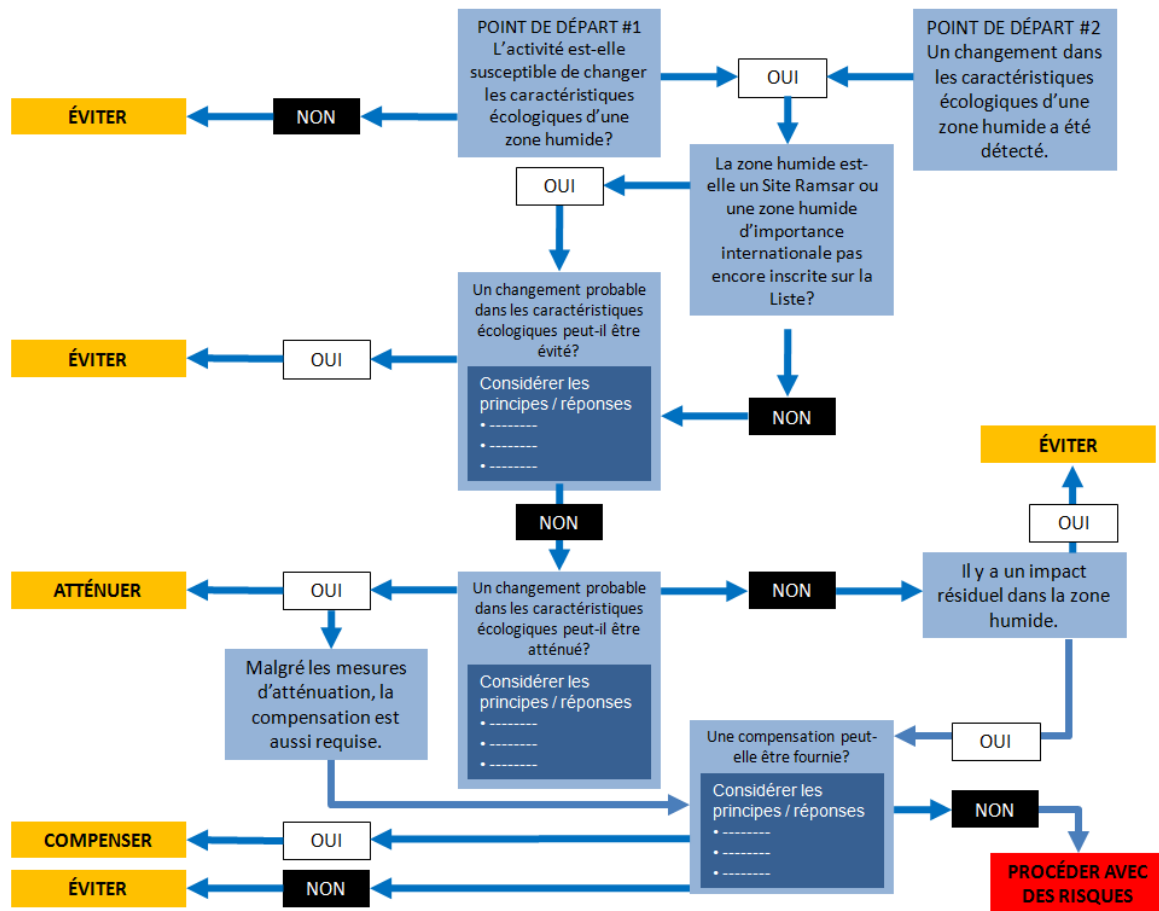 POINT DE DÉPART #1
L'activité est-elle
susceptible de changer
les caractéristiques
écologiques d'une
zone humide?
OUI
POINT DE DÉPART #2
Un changement dans
les caractéristiques
écologiques d'une
zone humide a été
détecté.
ÉVITER
NON
OUI
La zone humide est-
elle un Site Ramsar ou
une zone humide
d'importance
internationale pas
encore inscrite sur la
Liste?
Un changement probable
dans les caractéristiques
écologiques peut-il être
évité?
Considérer les
principes / réponses
• --------
• --------
• --------
ÉVITER
OUI
NON
NON
ÉVITER
OUI
Il y a un impact
résiduel dans la zone
humide.
ATTÉNUER
OUI
Un changement probable
dans les caractéristiques
écologiques peut-il être
atténué?
Considérer les
principes / réponses
• --------
• --------
• --------
NON
Malgré les mesures
d'atténuation, la
compensation est
aussi requise.
Une compensation peut-
elle être fournie?
Considérer les
principes / réponses
• --------
• --------
• --------
OUI
NON
COMPENSER
OUI
ÉVITER
NON
PROCÉDER AVEC
DES RISQUES